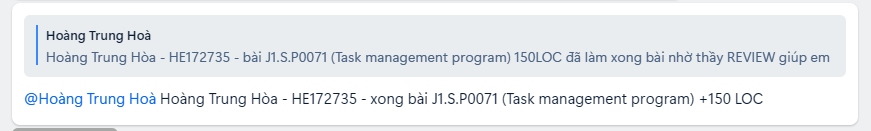 Hoàng Trung Hoà
Hoàng Trung Hòa - HE172735 - bài J1.S.P0071 (Task management program) 150LOC đã làm xong bài nhờ thầy REVIEW giúp em
@Hoàng Trung Hoà Hoàng Trung Hòa - HE172735 - xong bài J1.S.P0071 (Task management program) +150 LOC